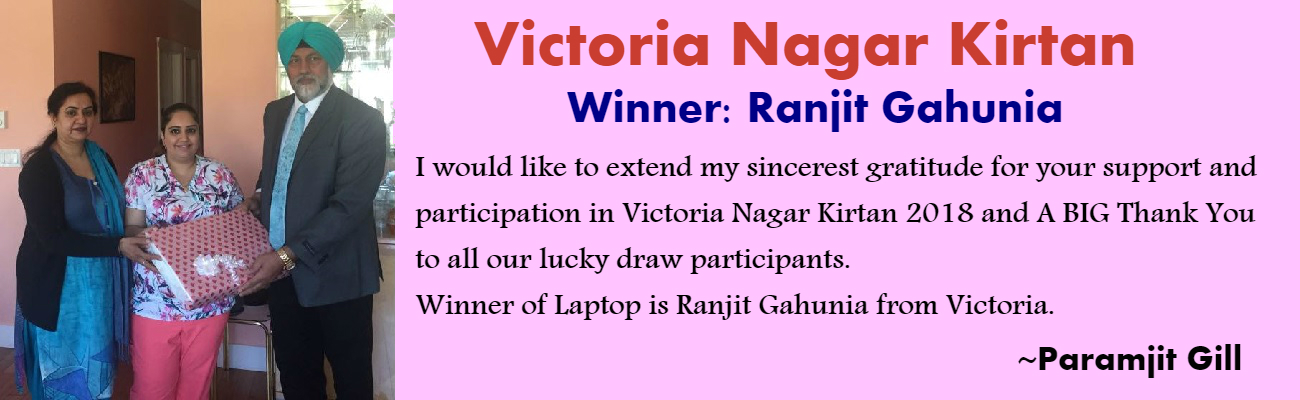 Victoria Nagar Kirtan
Winner: Ranjit Gahunia
I would like to extend my sincerest gratitude for your support and
participation in Victoria Nagar Kirtan 2018 and A BIG Thank You
to all our lucky draw participants.
Winner of Laptop is Ranjit Gahunia from Victoria.
~Paramjit Gill